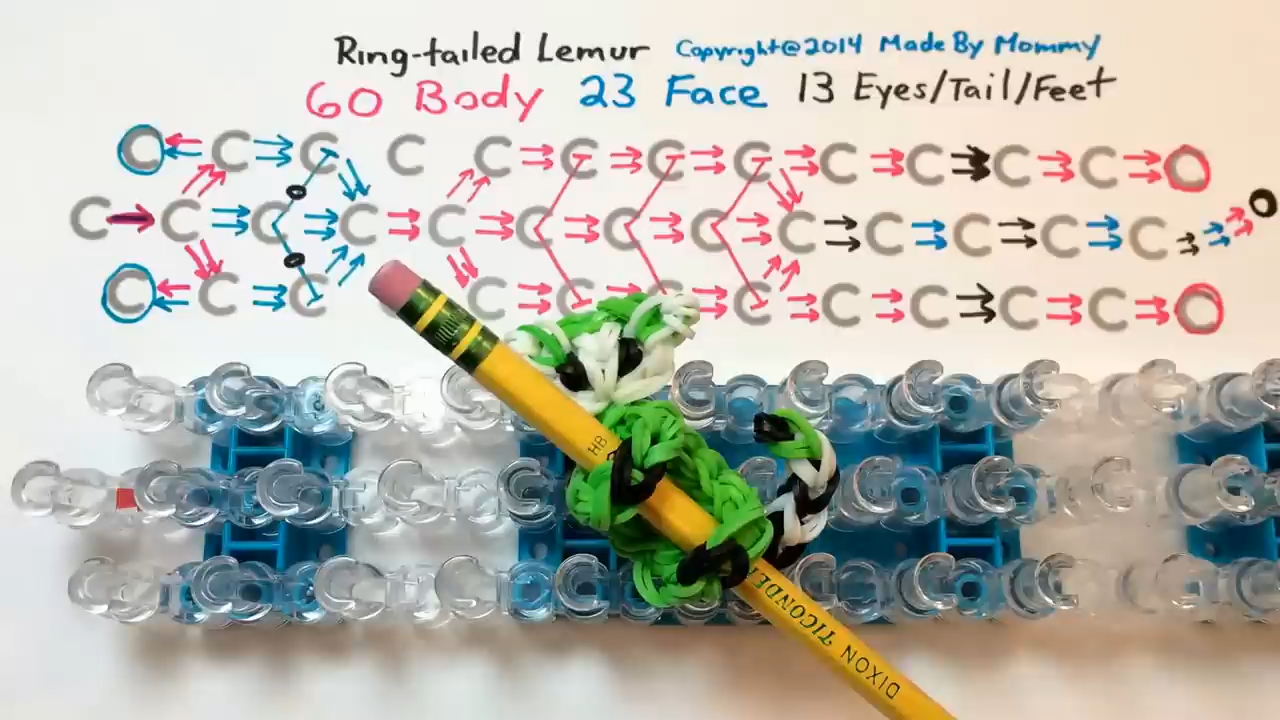 Ring-tailed Lemur Copyright@2014 Made By Mommy
60 Body 23 Face 13 Eyes/Tail/Feet
HB
DIXON TICONDE